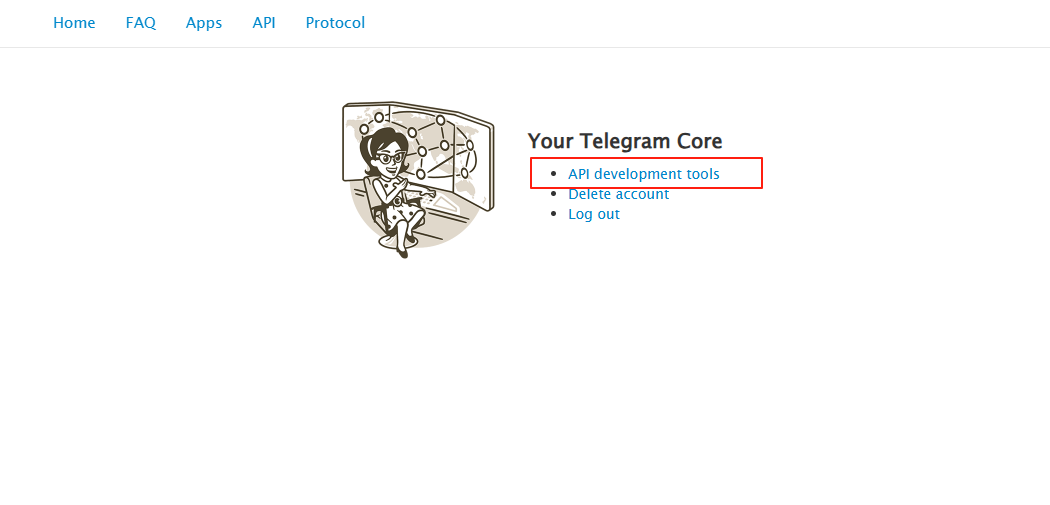 Home FAQ Apps API Protocol
Your Telegram Core
API development tools
Delete account
Log out